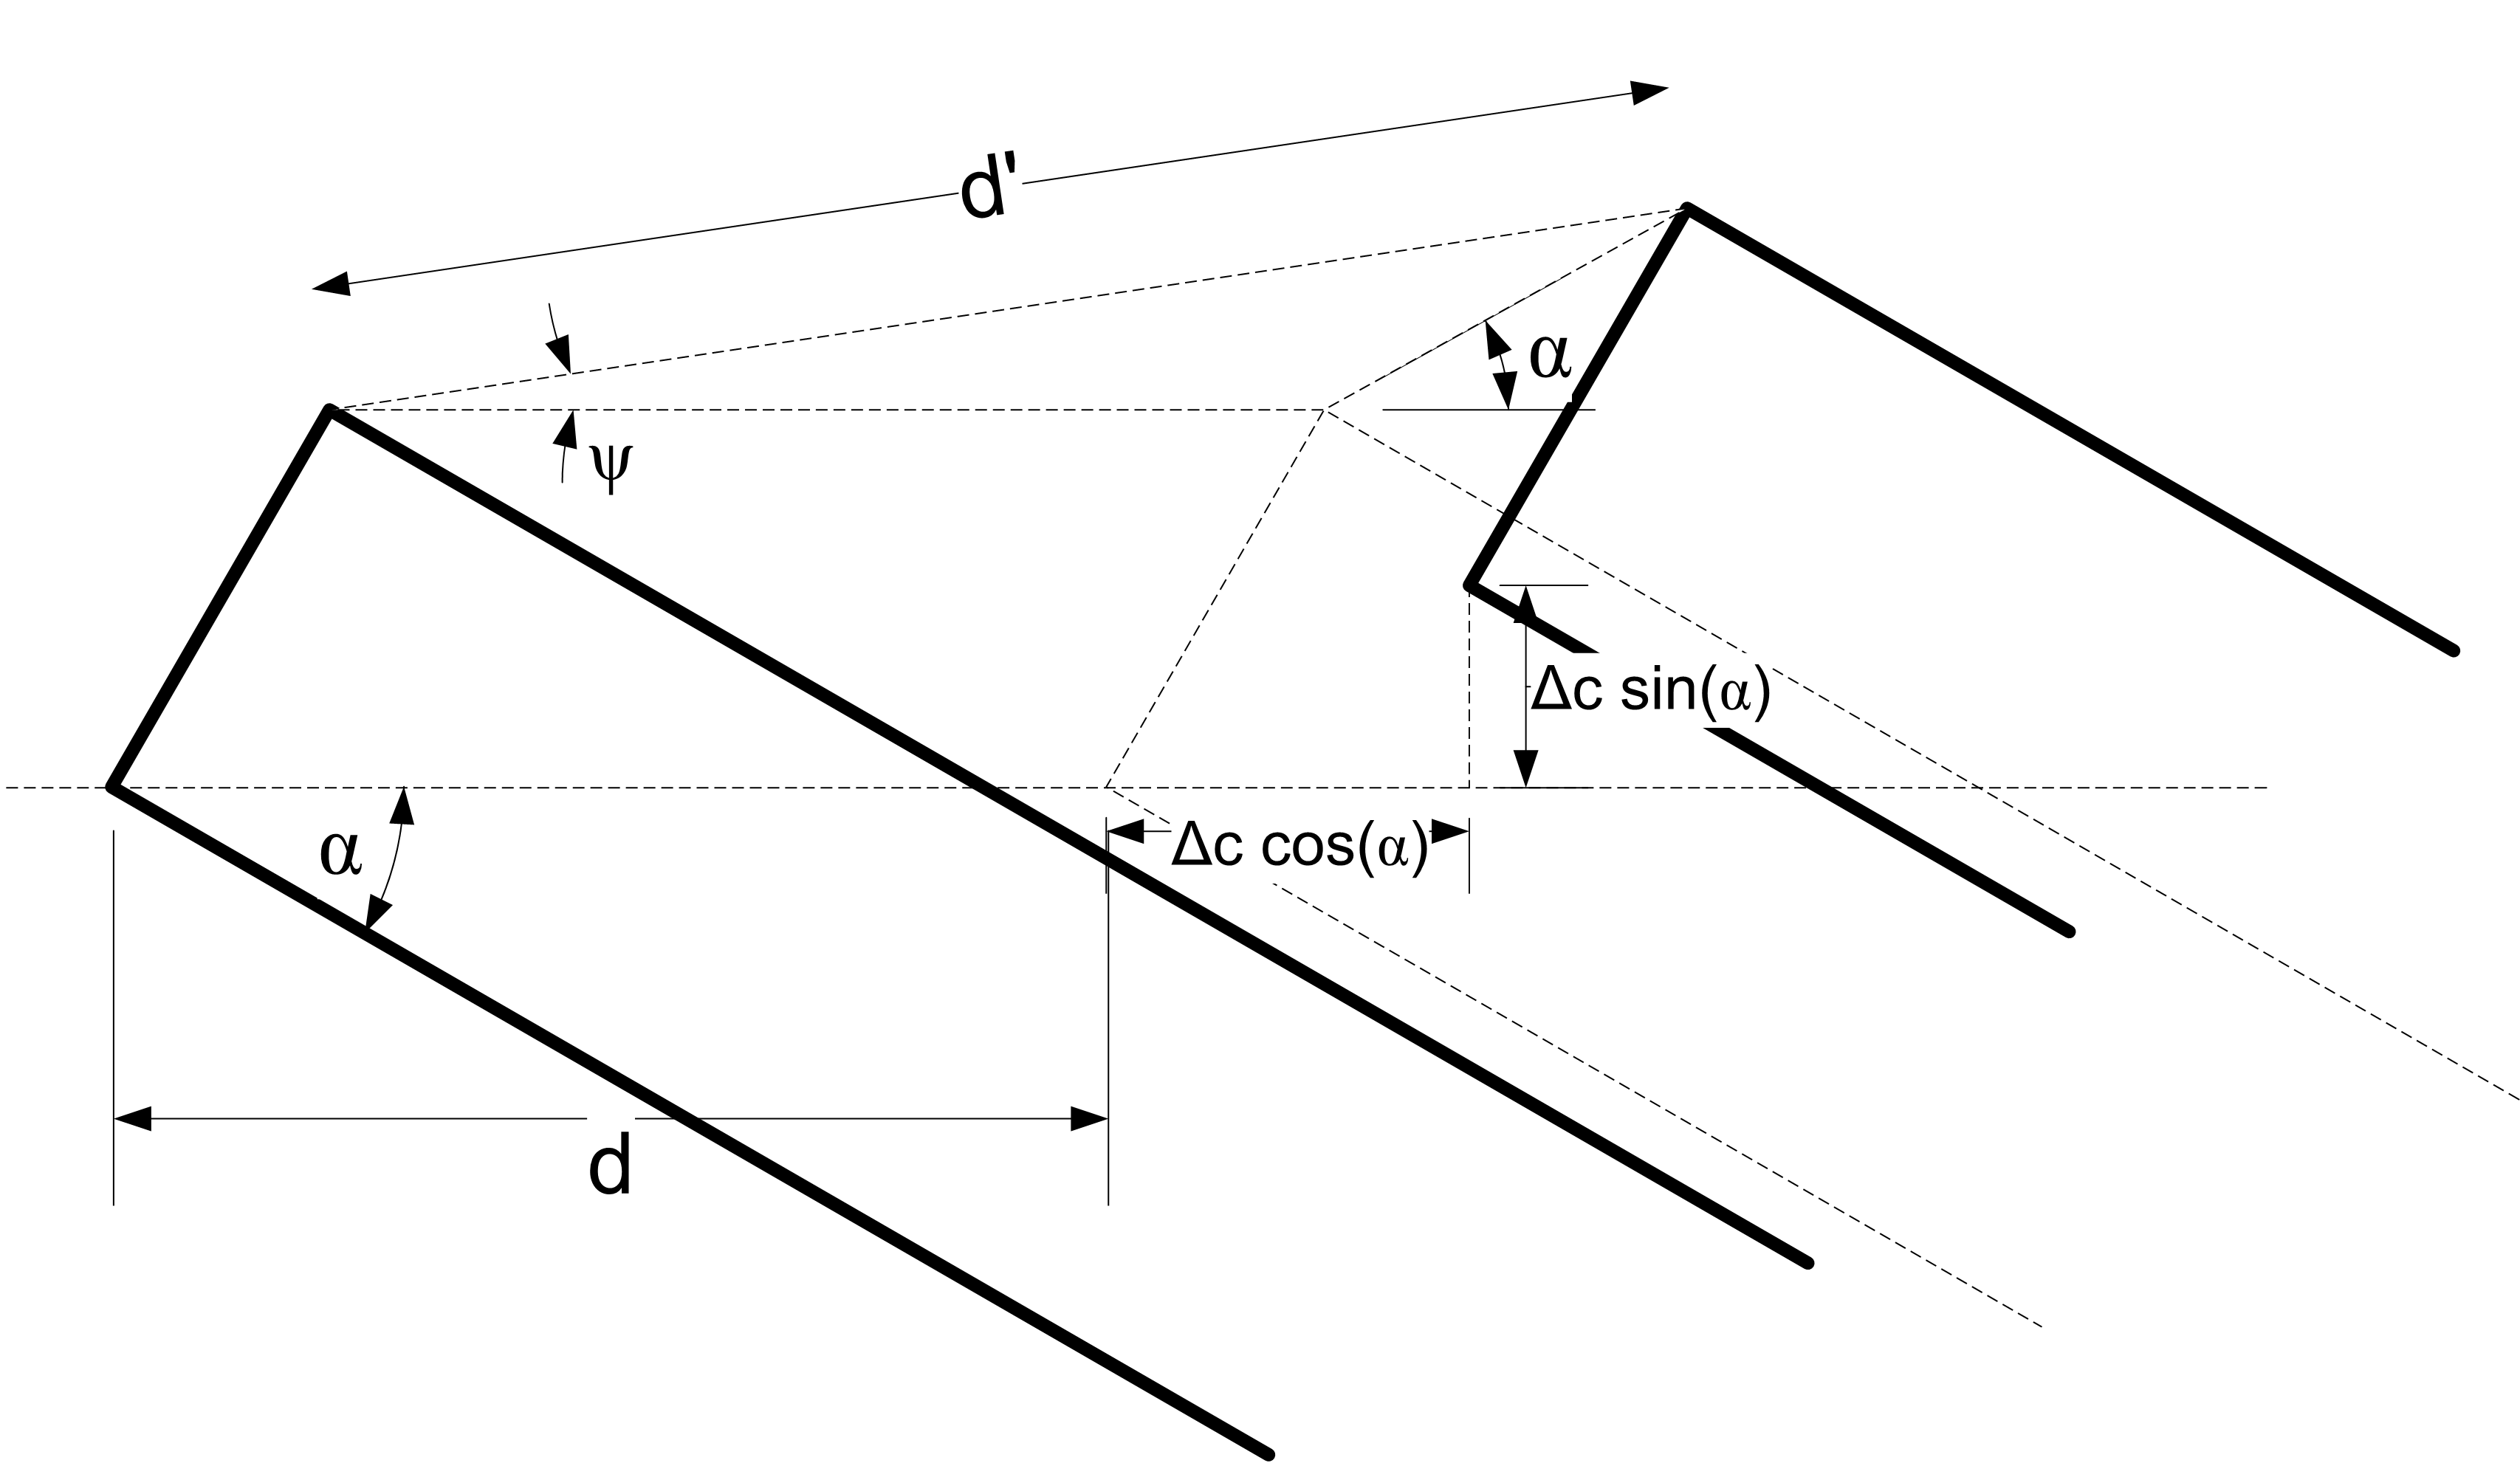 d'
α
ψ
Δc sin(α)
Δc cos(α)
α
d